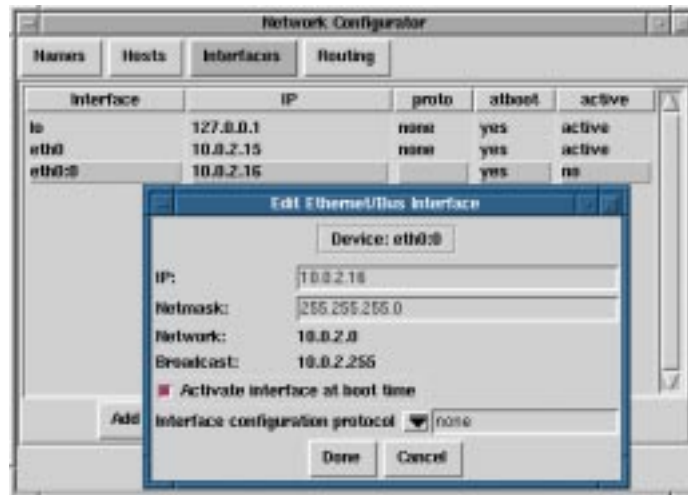 Network Configurator
Names Hosts Interfaces Routing
Interface IP proto atboot active
lo 127.0.0.1 none yes active
eth0 10.0.2.15 none yes active
eth0:0 10.0.2.16 yes no
Edit Ethernet/Bus Interface
Device: eth0:0
IP: 10.0.2.16
Netmask: 255.255.255.0
Network: 10.0.2.0
Broadcast: 10.0.2.255
Activate interface at boot time
Add
Interface configuration protocol none
Done Cancel